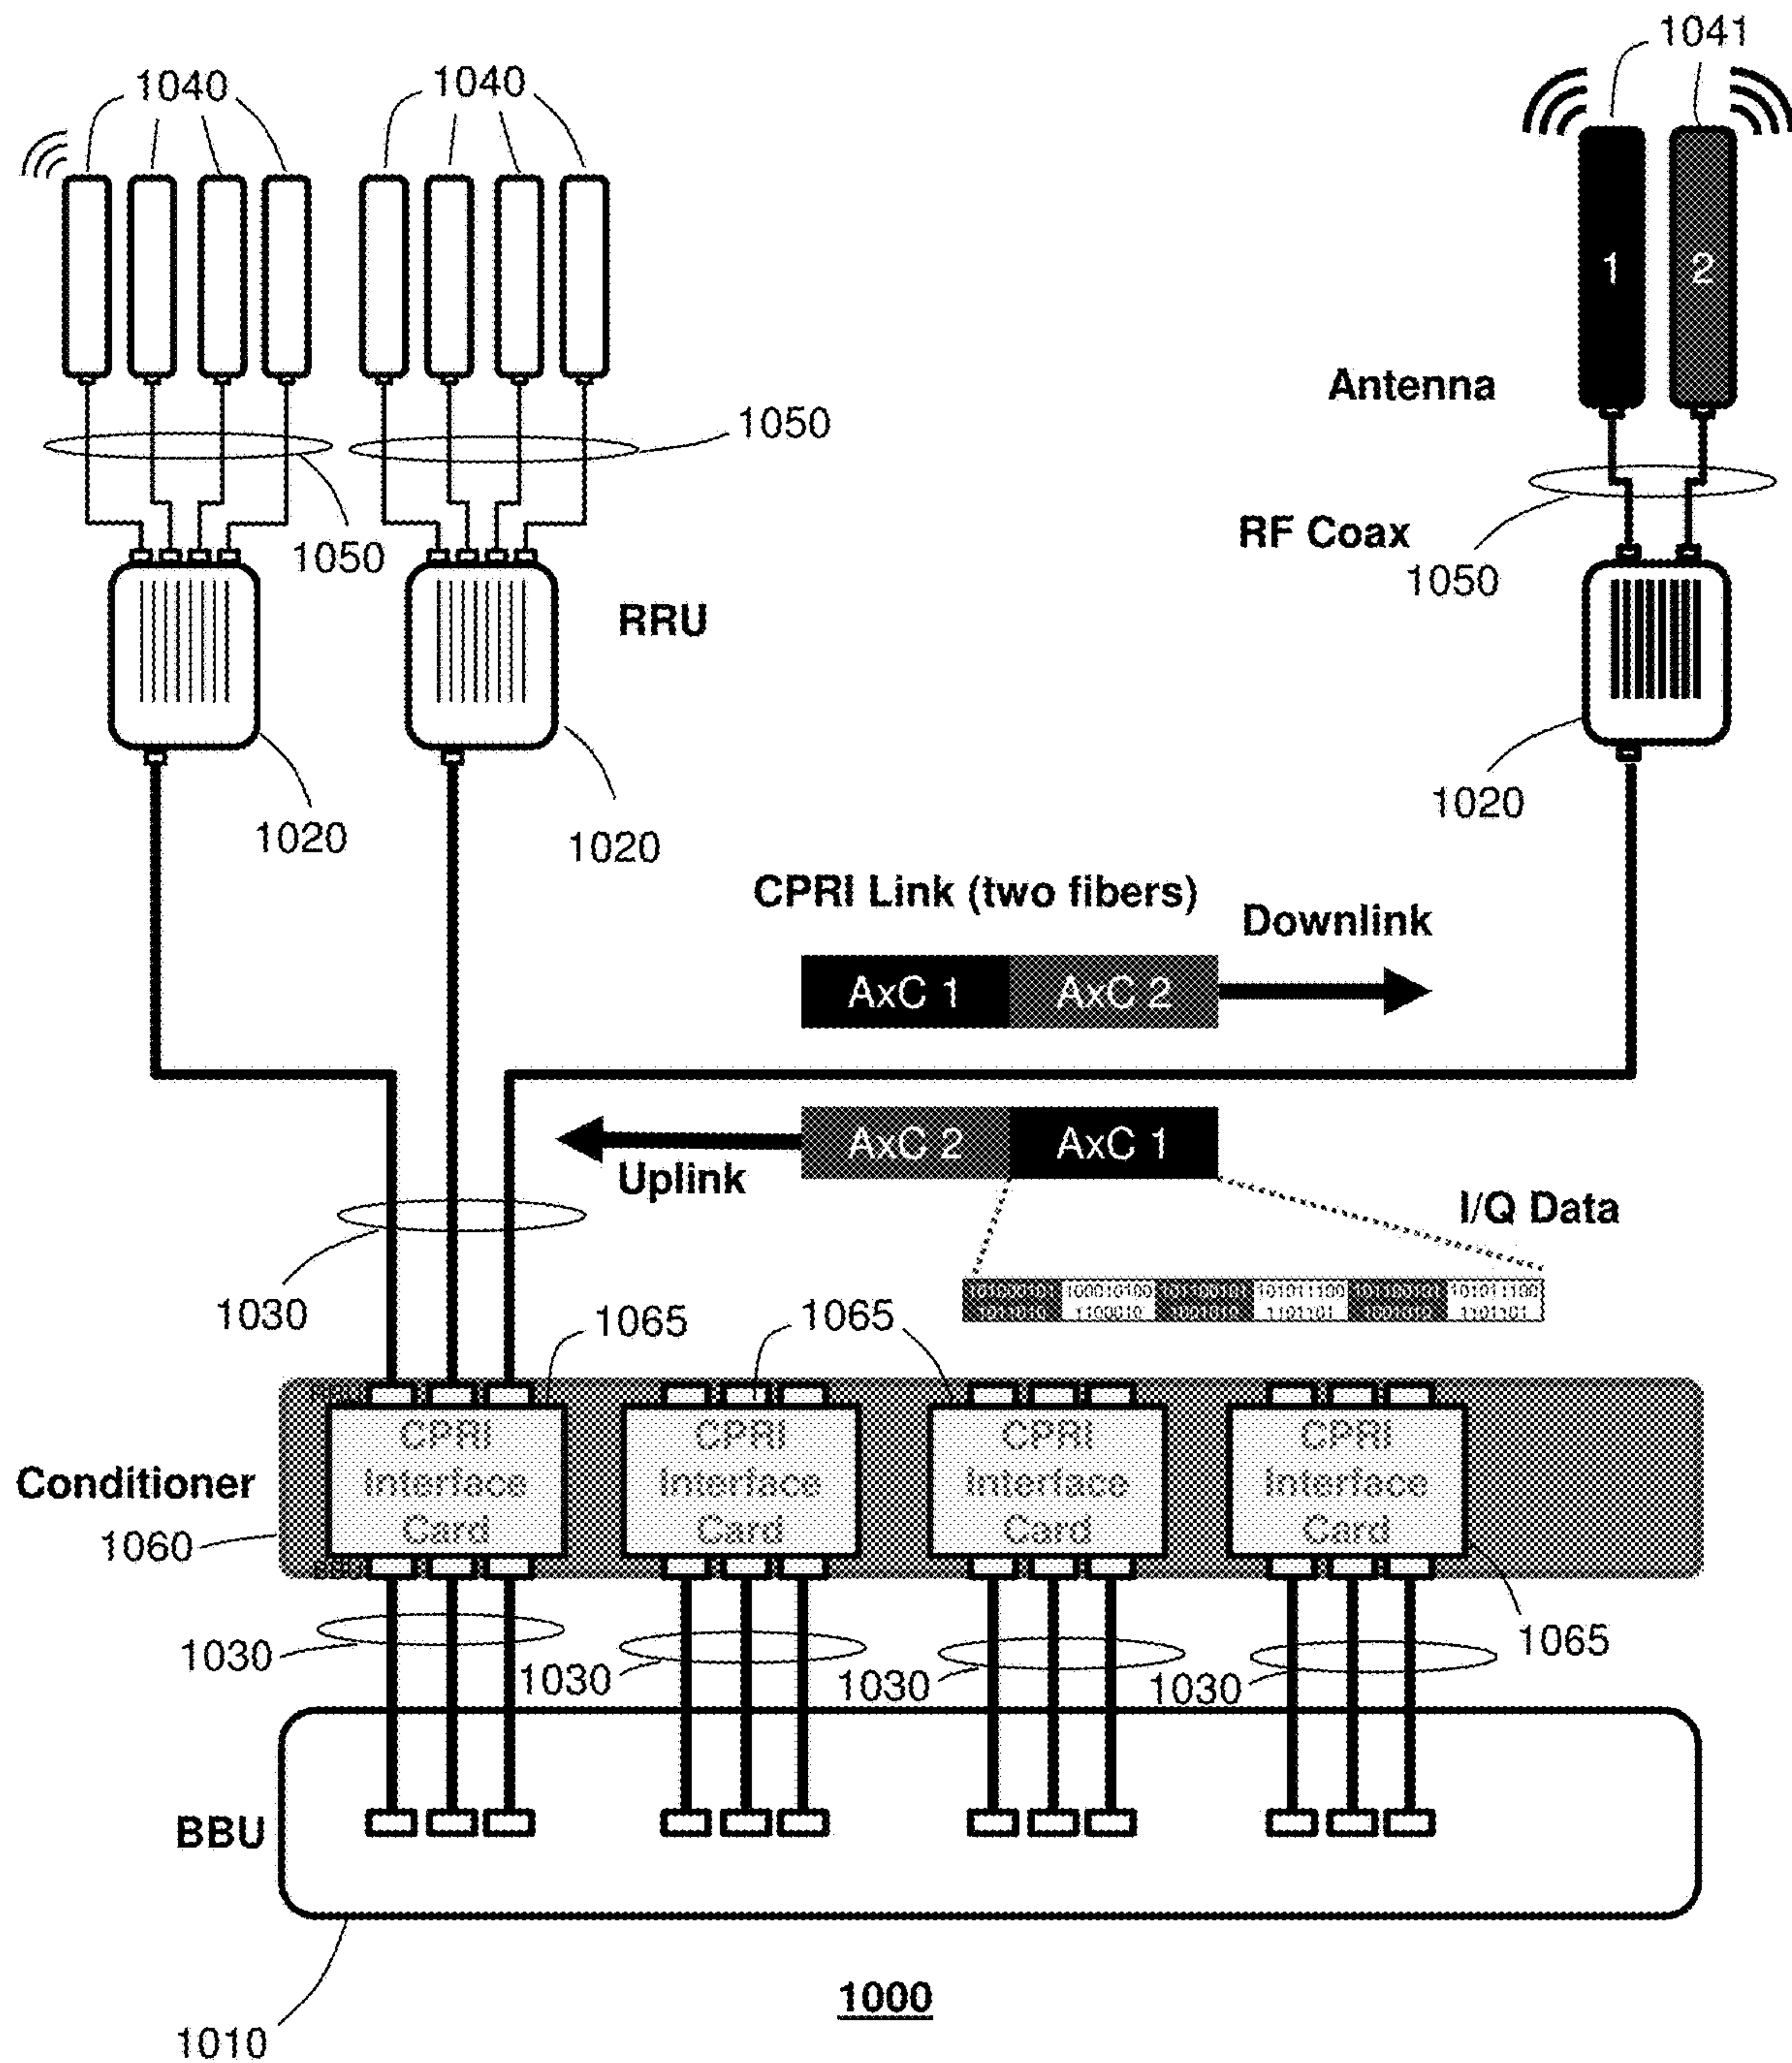 1041
1040 1040
1 2
Antenna
1050
RF Coax
1050 1050
RRU
1020
1020 1020
CPRI Link (two fibers)
Downlink
AxC 1 AxC 2
AxC 2 AxC 1
Uplink
I/Q Data
1030
1065 1065
CPRI
Interface
Card
CPRI
Interface
Card
CPRI
Interface
Card
CPRI
Interface
Card
Conditioner
1060
BBU
1030 1030 1030 1030
1065
BBU
1000
1010